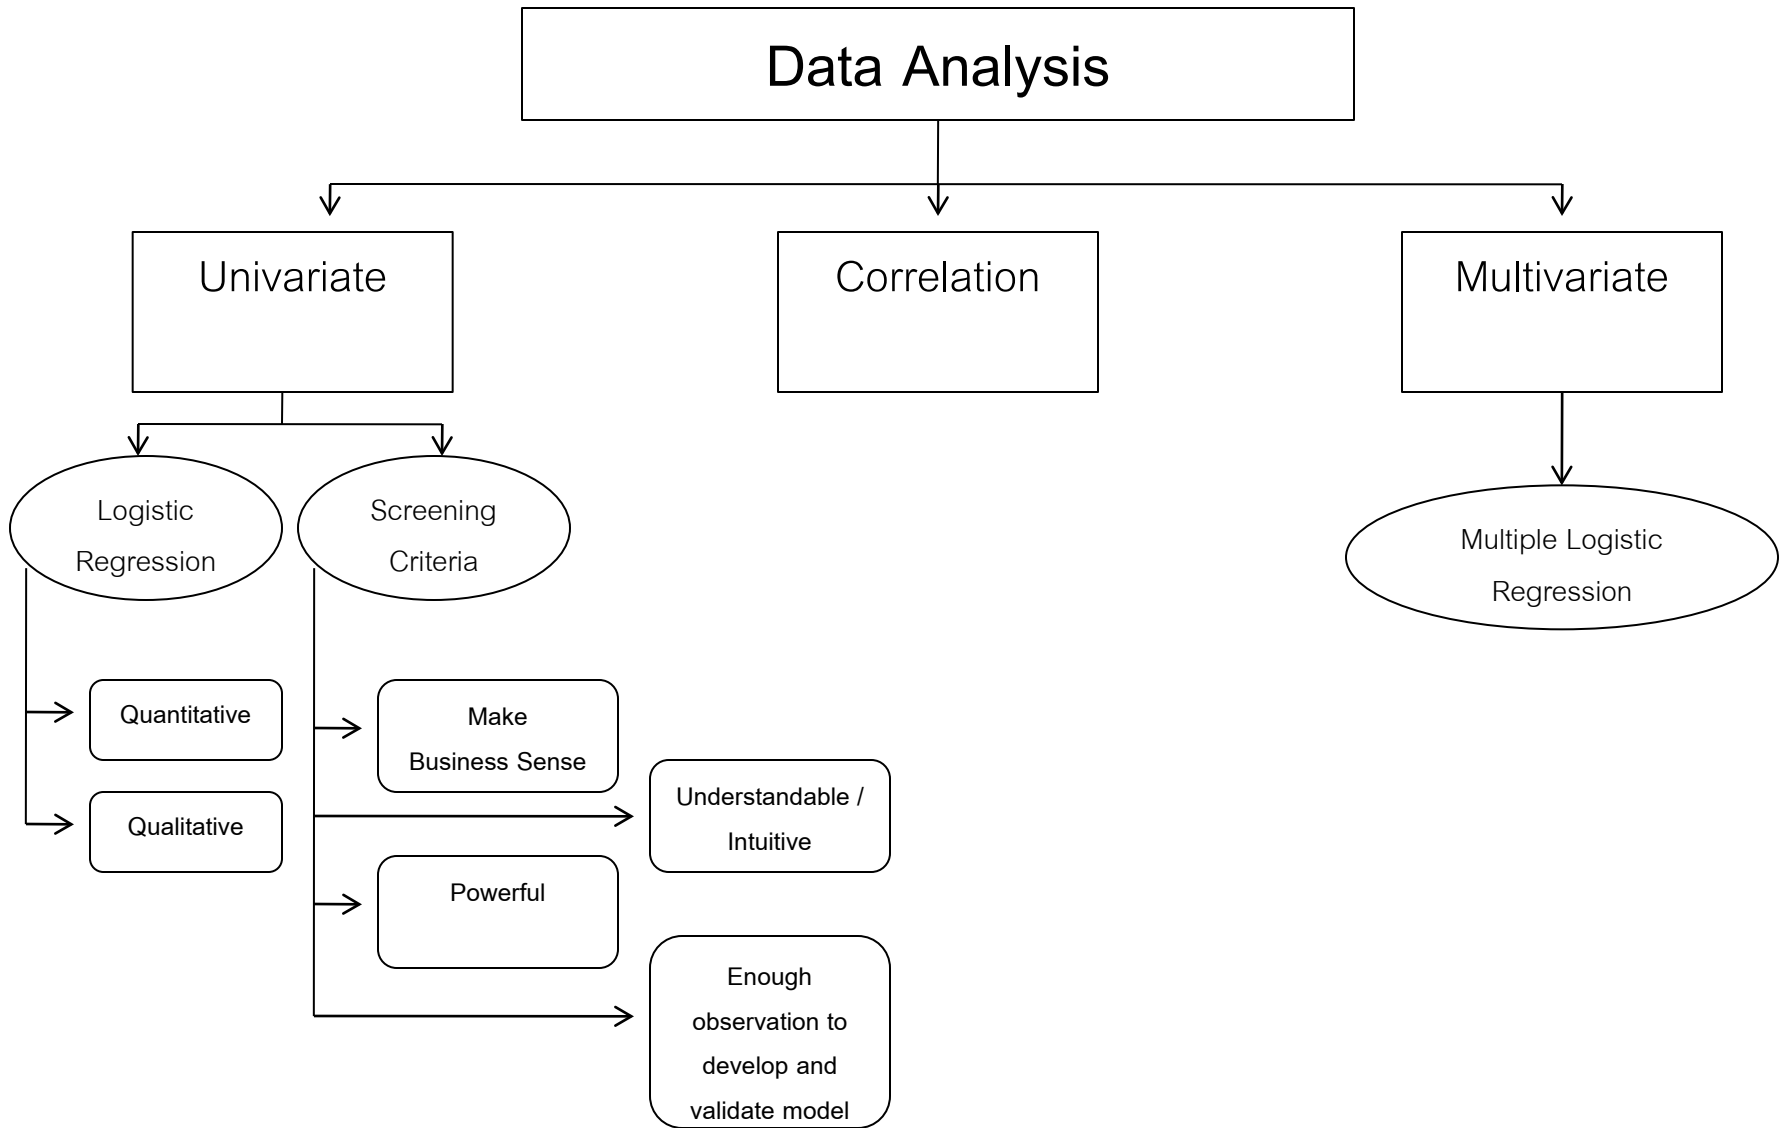 Data Analysis
Univariate
Correlation
Multivariate
Logistic
Regression
Screening
Criteria
Multiple Logistic
Regression
Quantitative
Qualitative
Make
Business Sense
Understandable /
Intuitive
Powerful
Enough
observation to
develop and
validate model